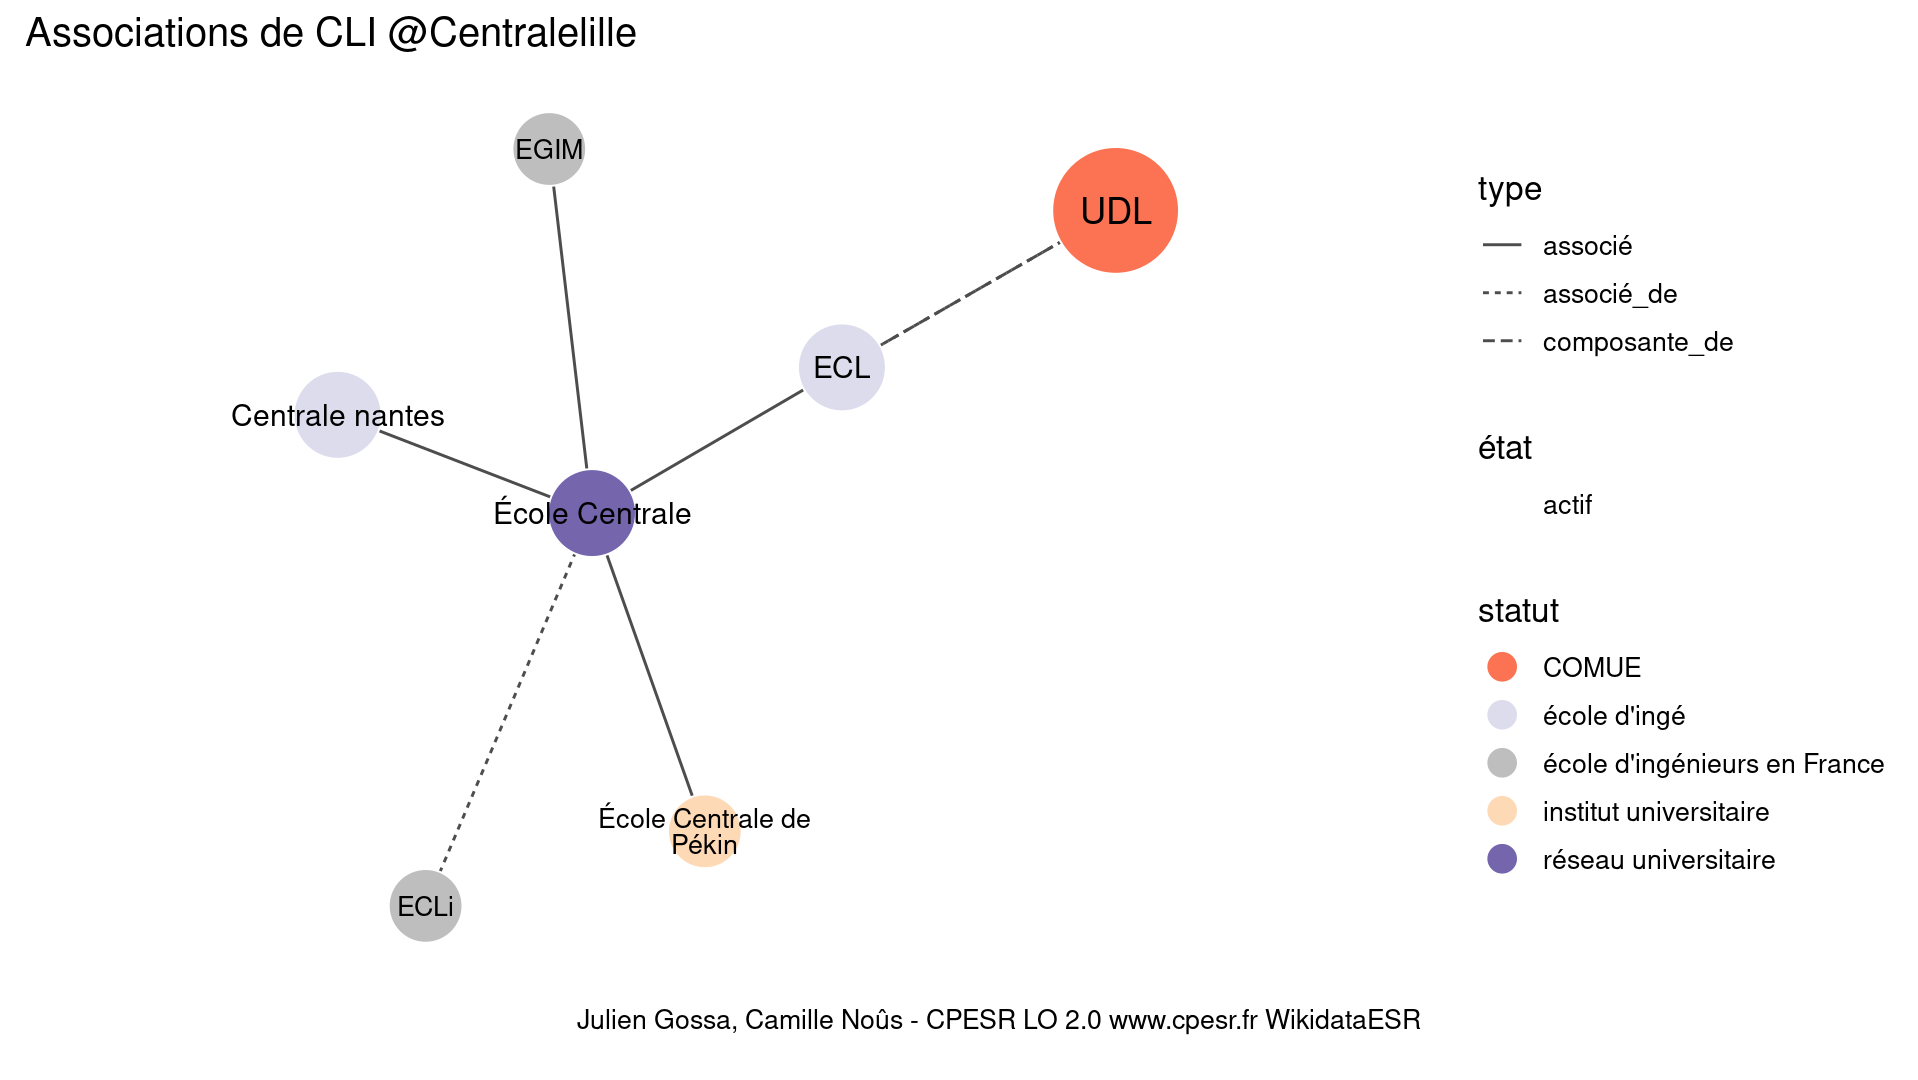 Associations de CLI @Centralelille
EGIM
UDL
ECL
Centrale nantes
École Centrale
École Centrale de
Pékin
ECLi
type
associé
associé_de
composante_de
état
actif
statut
COMUE
école d'ingé
école d'ingénieurs en France
institut universitaire
réseau universitaire
Julien Gossa, Camille Noûs - CPESR LO 2.0 www.cpesr.fr WikidataESR